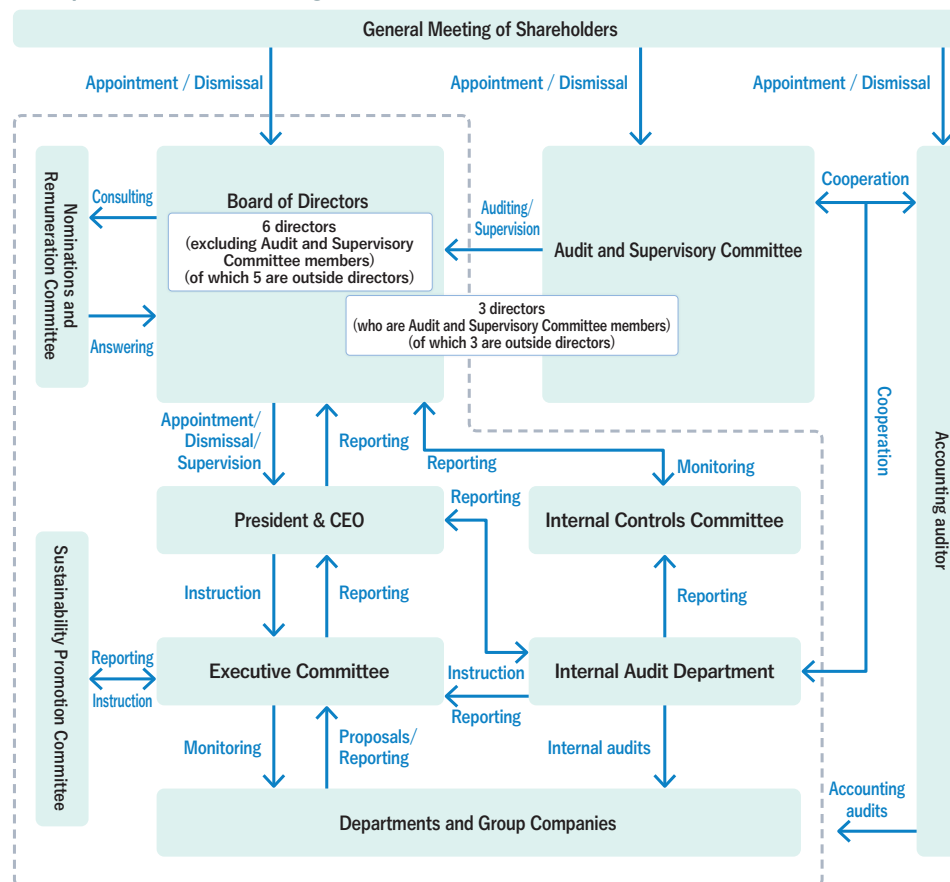 General Meeting of Shareholders
Appointment / Dismissal
Appointment / Dismissal
Appointment / Dismissal
Nominations and
Remuneration Committee
Consulting
Answering
Board of Directors
6 directors
(excluding Audit and Supervisory
Committee members)
(of which 5 are outside directors)
Auditing/
Supervision
Audit and Supervisory Committee
3 directors
(who are Audit and Supervisory Committee members)
(of which 3 are outside directors)
Cooperation
Cooperation
Accounting auditor
Appointment/
Dismissal/
Supervision
Reporting
Reporting
Monitoring
President & CEO
Reporting
Internal Controls Committee
Instruction
Reporting
Reporting
Sustainability Promotion Committee
Reporting
Instruction
Executive Committee
Instruction
Reporting
Internal Audit Department
Monitoring
Proposals/
Reporting
Internal audits
Departments and Group Companies
Accounting
audits